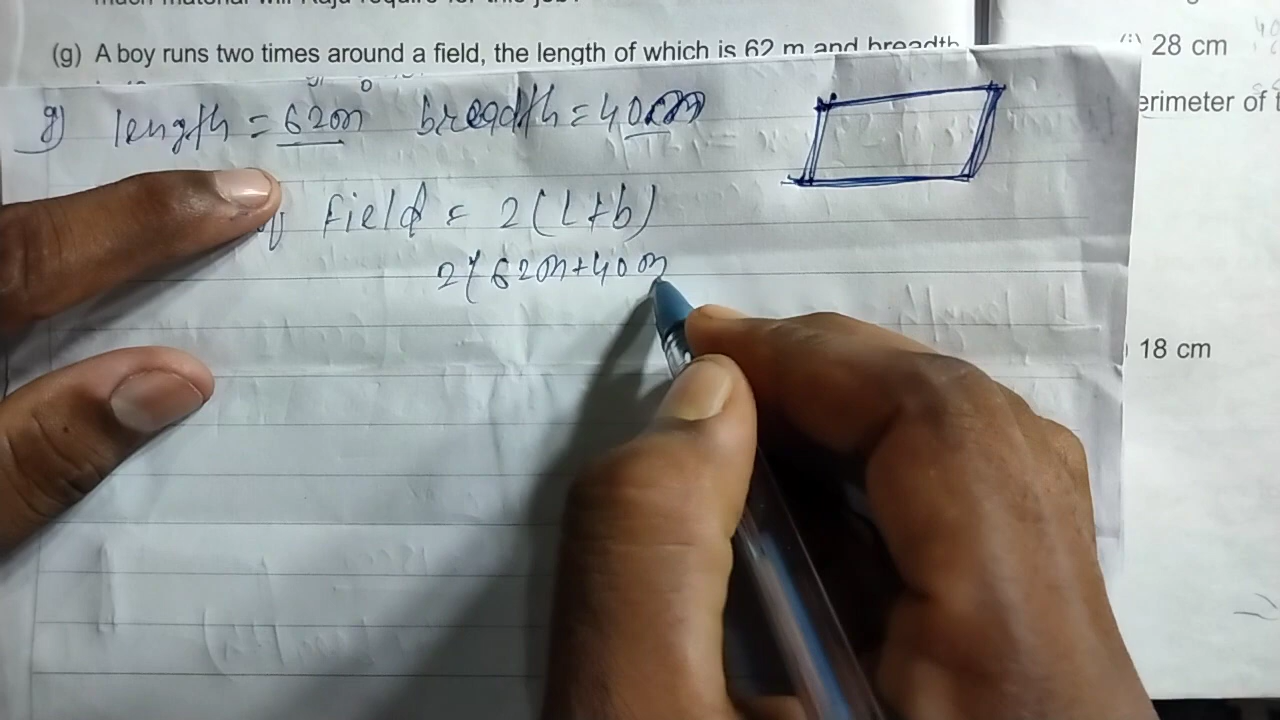 (g) A boy runs two times around a field, the length of which is 62 m and breadth
g) length = 62m breadth = 40m
field = 2(l+b)
2(62m+40m
28 cm
erimeter of
18 cm